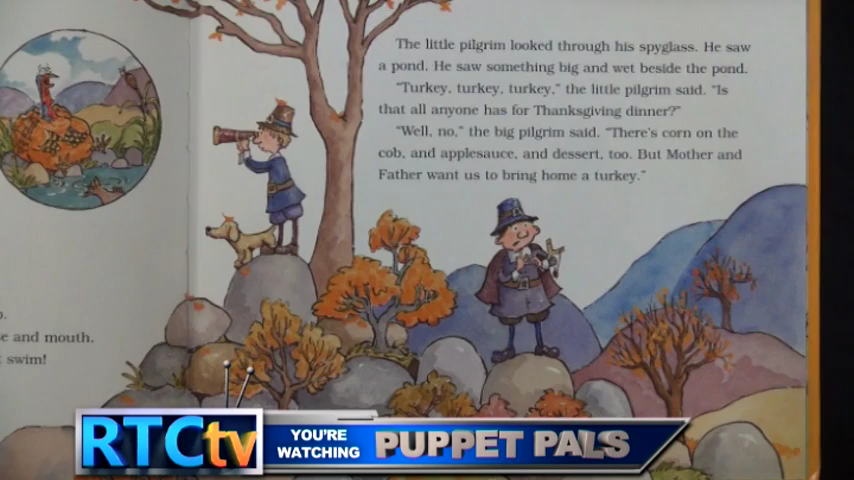 The little pilgrim looked through his spyglass. He saw
a pond. He saw something big and wet beside the pond.
"Turkey, turkey, turkey," the little pilgrim said. "Is
that all anyone has for Thanksgiving dinner?"
"Well, no," the big pilgrim said. "There's corn on the
cob, and applesauce, and dessert, too. But Mother and
Father want us to bring home a turkey."
e and mouth.
swim!
RTCtv
YOU'RE
WATCHING
PUPPET PALS